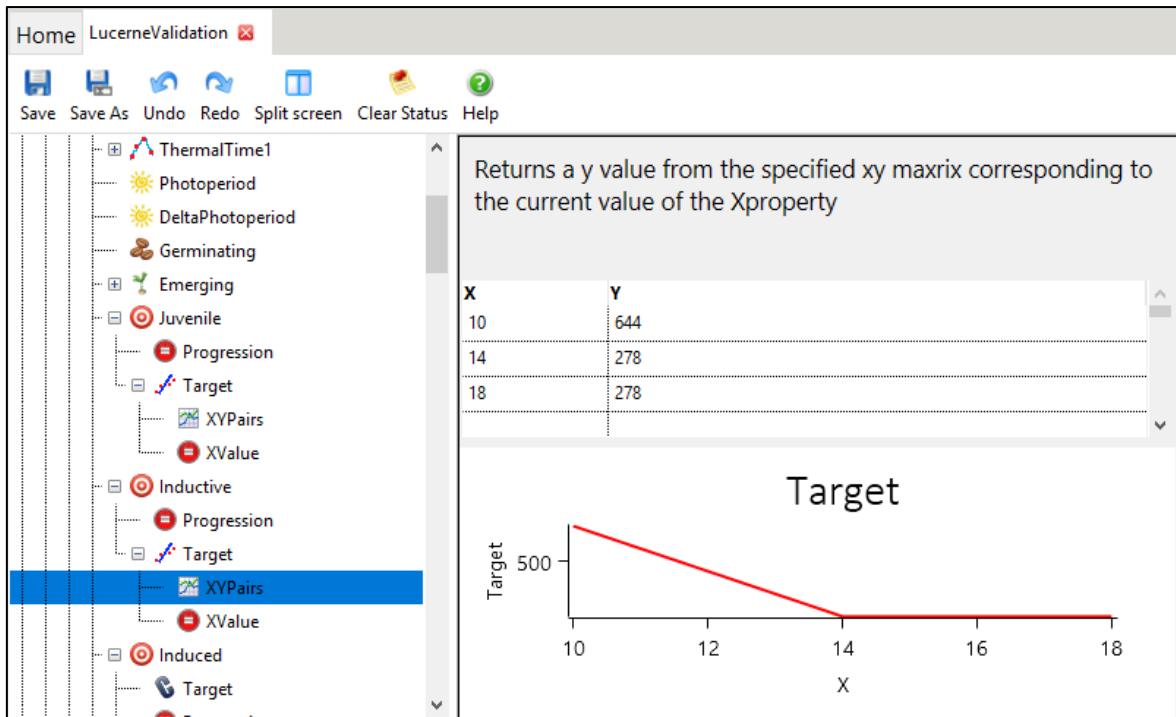 Home LucerneValidation
Save Save As Undo Redo Split screen Clear Status Help
ThermalTime1
Photoperiod
DeltaPhotoperiod
Germinating
Emerging
Juvenile
Progression
Target
XYPairs
XValue
Inductive
Progression
Target
XYPairs
XValue
Induced
Target
Returns a y value from the specified xy maxrix corresponding to
the current value of the Xproperty
X Y
10 644
14 278
18 278
Target
Target
500
10 12 14 16 18
X